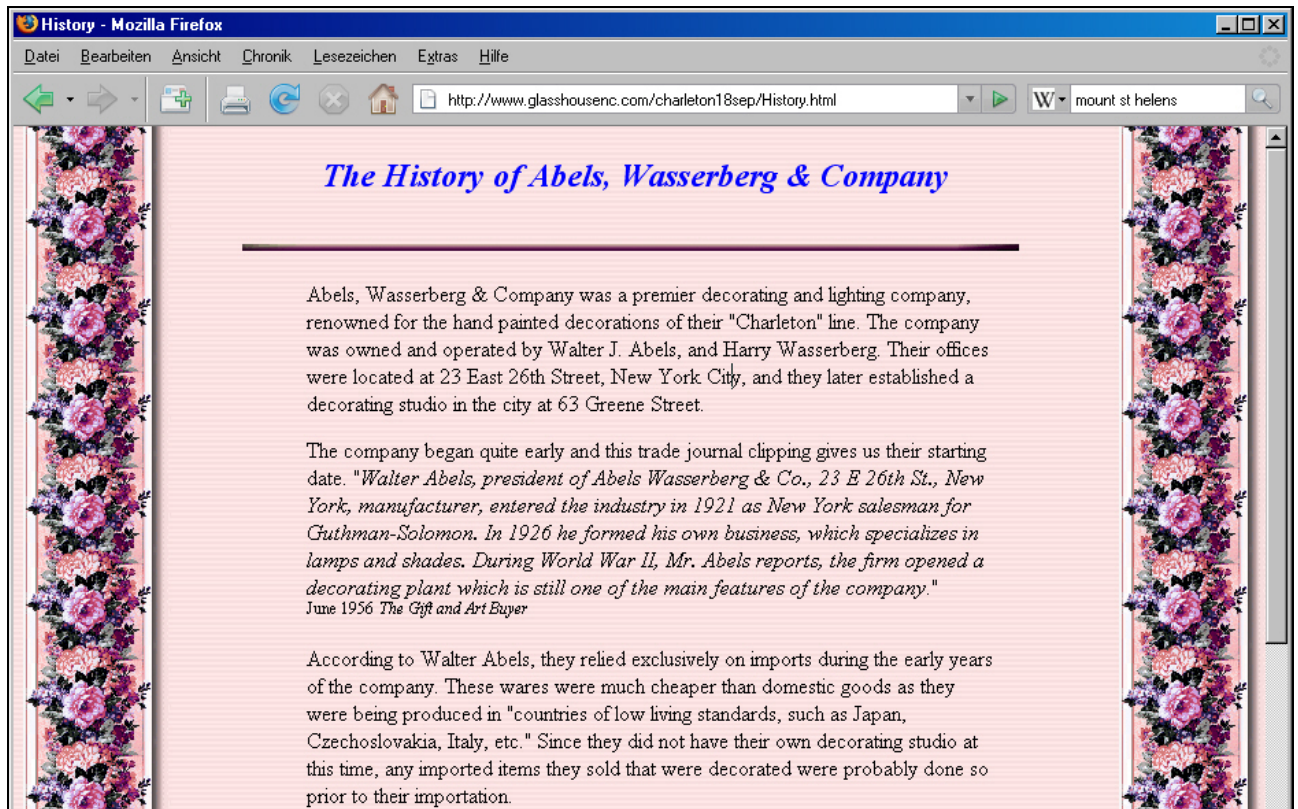 History - Mozilla Firefox
Datei Bearbeiten Ansicht Chronik Lesezeichen Extras Hilfe
http://www.glasshousenc.com/charleton18sep/History.html W mount st helens
The History of Abels, Wasserberg & Company
Abels, Wasserberg & Company was a premier decorating and lighting company,
renowned for the hand painted decorations of their "Charleton" line. The company
was owned and operated by Walter J. Abels, and Harry Wasserberg. Their offices
were located at 23 East 26th Street, New York City, and they later established a
decorating studio in the city at 63 Greene Street.
The company began quite early and this trade journal clipping gives us their starting
date. "Walter Abels, president of Abels Wasserberg & Co., 23 E 26th St., New
York, manufacturer, entered the industry in 1921 as New York salesman for
Guthman-Solomon. In 1926 he formed his own business, which specializes in
lamps and shades. During World War II, Mr. Abels reports, the firm opened a
decorating plant which is still one of the main features of the company."
June 1956 The Gift and Art Buyer
According to Walter Abels, they relied exclusively on imports during the early years
of the company. These wares were much cheaper than domestic goods as they
were being produced in "countries of low living standards, such as Japan,
Czechoslovakia, Italy, etc." Since they did not have their own decorating studio at
this time, any imported items they sold that were decorated were probably done so
prior to their importation.